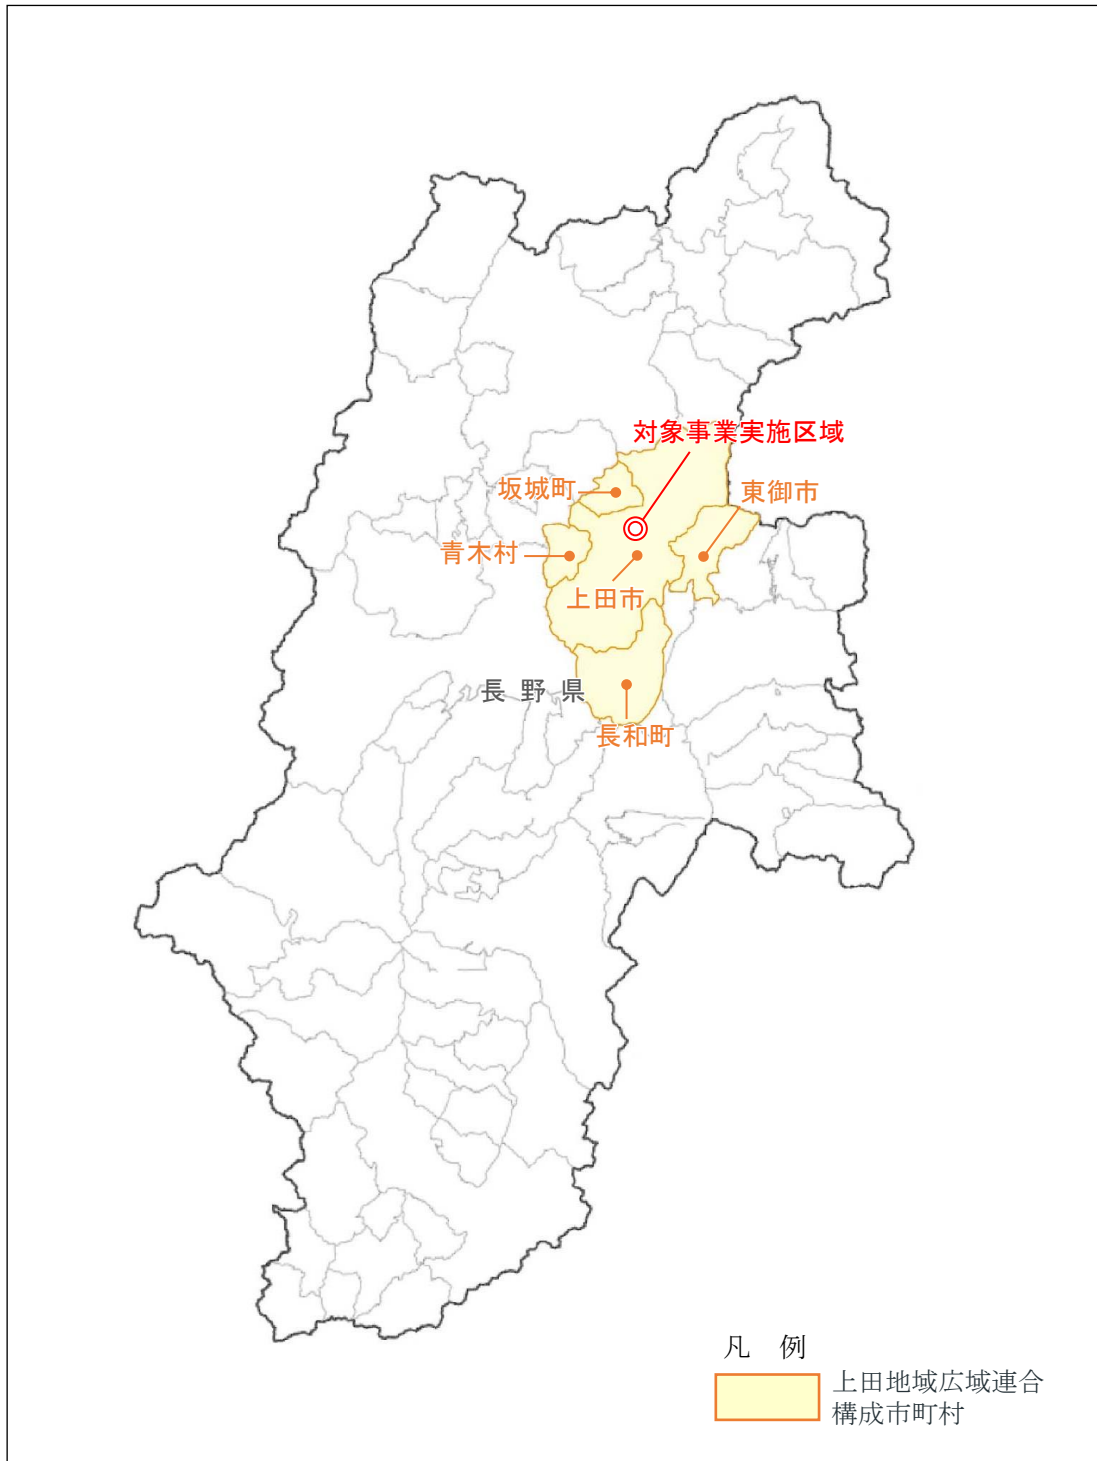 対象事業実施区域
坂城町
東御市
青木村
上田市
長野県
長和町
凡 例
上田地域広域連合
構成市町村